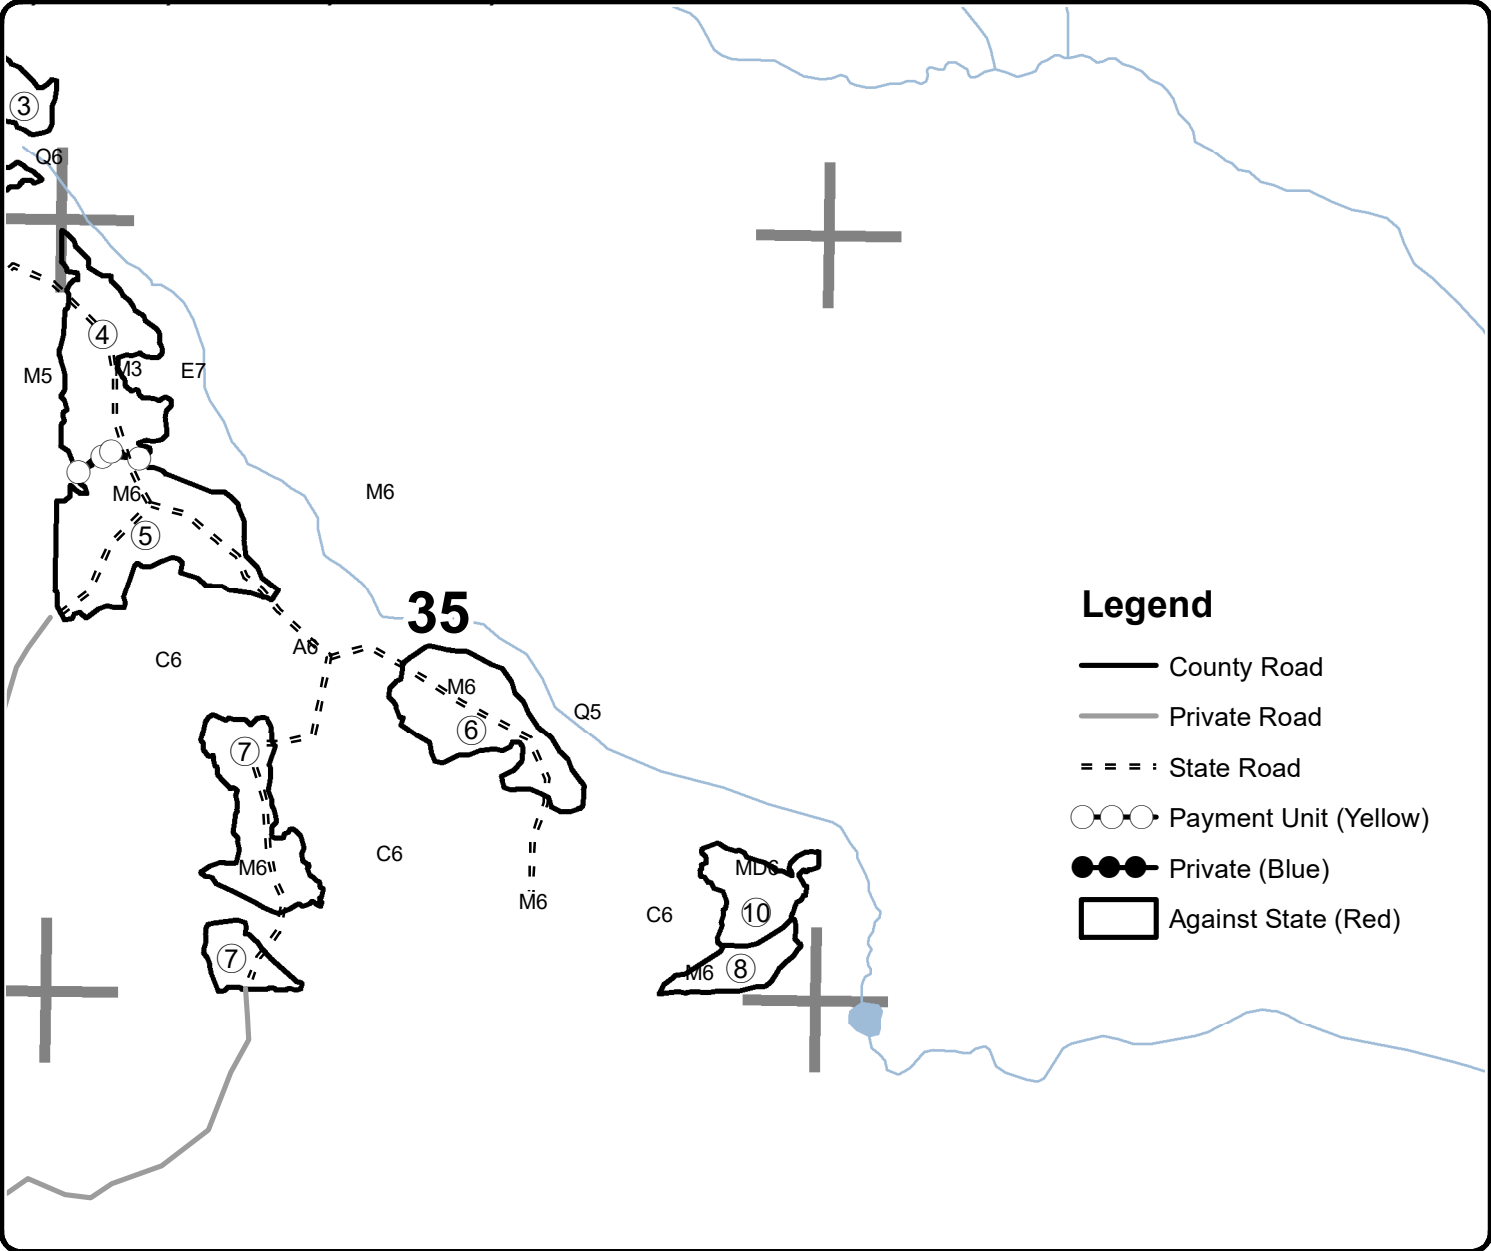 3
Q6
4
M3
E7
M5
M6
M6
5
35
A6
C6
M6
Q5
6
7
C6
M6
MD6
M6
C6
10
7
M6
8
Legend
County Road
Private Road
State Road
Payment Unit (Yellow)
Private (Blue)
Against State (Red)